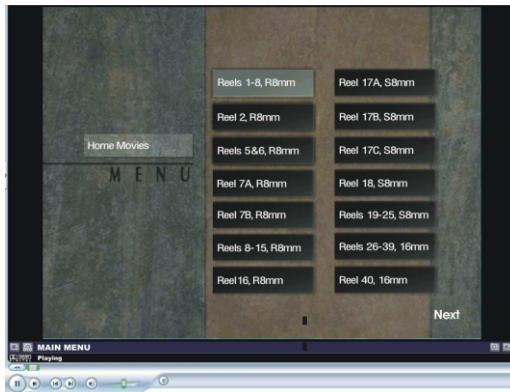 Home Movies
MENU
Reels 1-8, R8mm
Reel 2, R8mm
Reels 5&6, R8mm
Reel 7A, R8mm
Reel 7B, R8mm
Reels 8-15, R8mm
Reel16, R8mm
Reel 17A, S8mm
Reel 17B, S8mm
Reel 17C, S8mm
Reel 18, S8mm
Reels 19-25, S8mm
Reels 26-39, 16mm
Reel 40, 16mm
Next
MAIN MENU
Playing